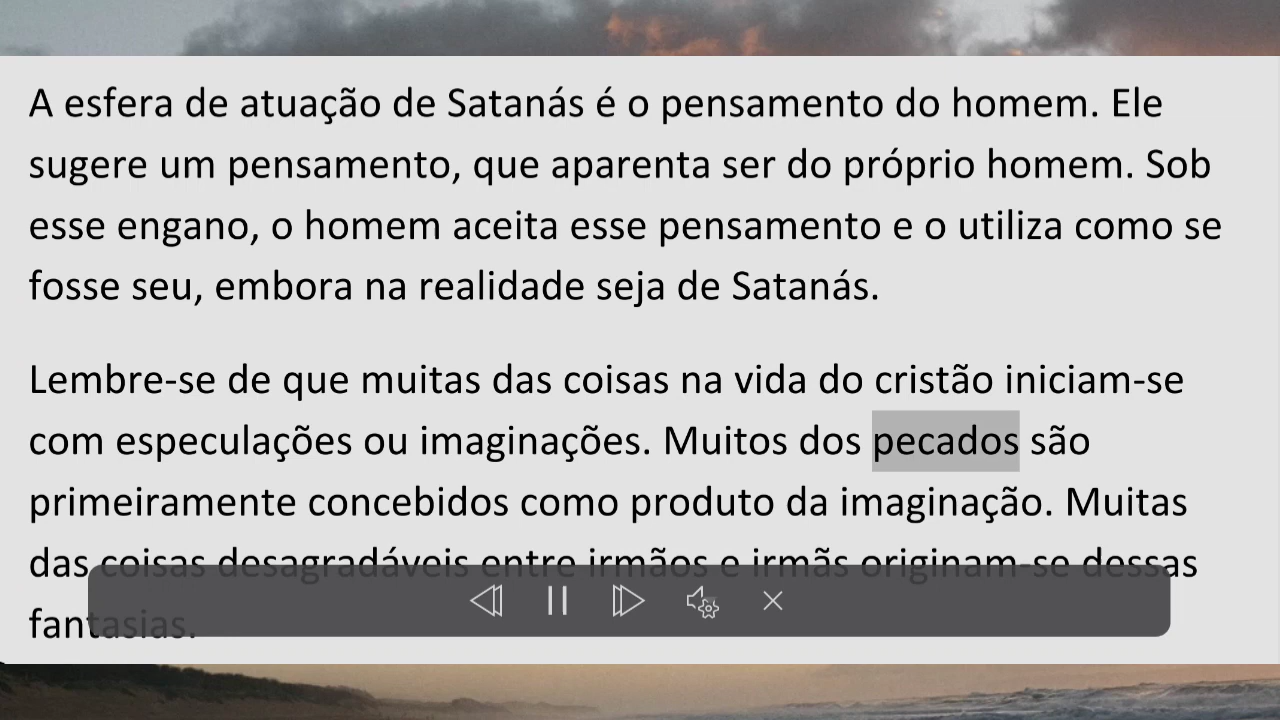 A esfera de atuação de Satanás é o pensamento do homem. Ele
sugere um pensamento, que aparenta ser do próprio homem. Sob
esse engano, o homem aceita esse pensamento e o utiliza como se
fosse seu, embora na realidade seja de Satanás.
Lembre-se de que muitas das coisas na vida do cristão iniciam-se
com especulações ou imaginações. Muitos dos pecados são
primeiramente concebidos como produto da imaginação. Muitas
das coisas desagradáveis entre irmãos e irmãs originam-se dessas
fantasias.